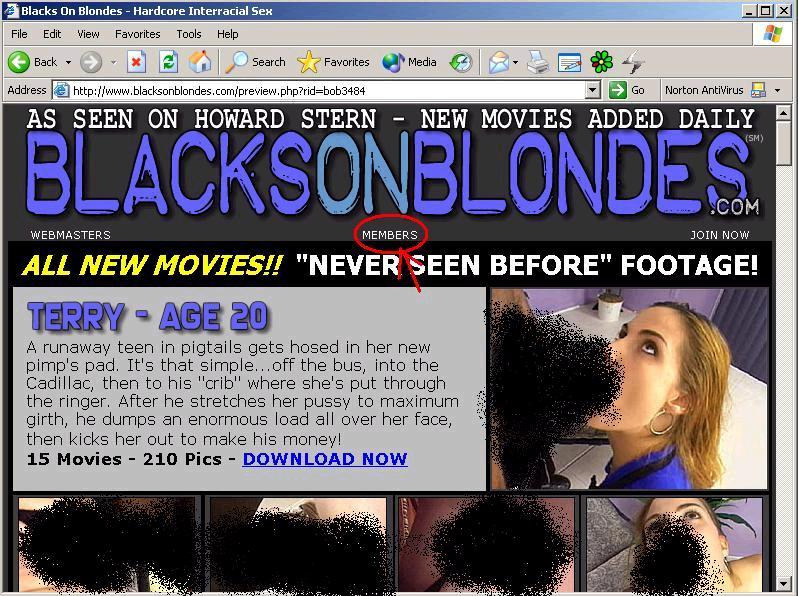 Blacks On Blondes - Hardcore Interracial Sex
File Edit View Favorites Tools Help
Back Search Favorites Media
Address http://www.blacksonblondes.com/preview.php?rid=bob3484 Go Norton AntiVirus
AS SEEN ON HOWARD STERN - NEW MOVIES ADDED DAILY
BLACKSONBLONDES (SM)
.COM
WEBMASTERS MEMBERS JOIN NOW
ALL NEW MOVIES!! "NEVER SEEN BEFORE" FOOTAGE!
TERRY - AGE 20
A runaway teen in pigtails gets hosed in her new
pimp's pad. It's that simple...off the bus, into the
Cadillac, then to his "crib" where she's put through
the ringer. After he stretches her pussy to maximum
girth, he dumps an enormous load all over her face,
then kicks her out to make his money!
15 Movies - 210 Pics - DOWNLOAD NOW